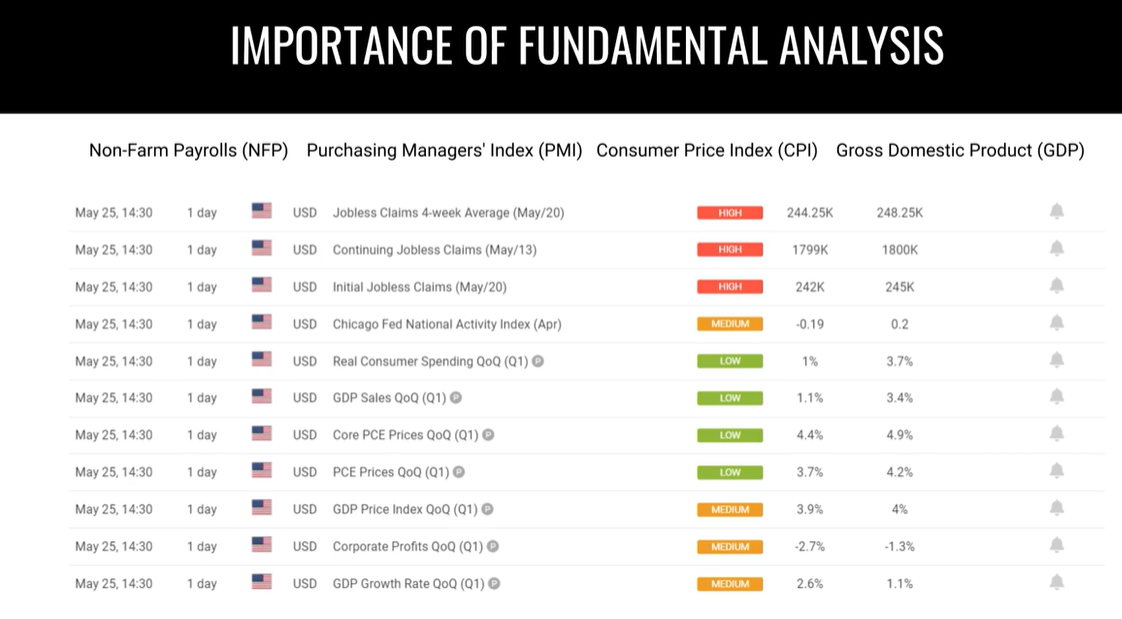 IMPORTANCE OF FUNDAMENTAL ANALYSIS
Non-Farm Payrolls (NFP) Purchasing Managers' Index (PMI) Consumer Price Index (CPI) Gross Domestic Product (GDP)
May 25, 14:30 1 day USD Jobless Claims 4-week Average (May/20) HIGH 244.25K 248.25K
May 25, 14:30 1 day USD Continuing Jobless Claims (May/13) HIGH 1799K 1800K
May 25, 14:30 1 day USD Initial Jobless Claims (May/20) HIGH 242K 245K
May 25, 14:30 1 day USD Chicago Fed National Activity Index (Apr) MEDIUM -0.19 0.2
May 25, 14:30 1 day USD Real Consumer Spending QoQ (Q1) P LOW 1% 3.7%
May 25, 14:30 1 day USD GDP Sales QoQ (Q1) P LOW 1.1% 3.4%
May 25, 14:30 1 day USD Core PCE Prices QoQ (Q1) P LOW 4.4% 4.9%
May 25, 14:30 1 day USD PCE Prices QoQ (Q1) P LOW 3.7% 4.2%
May 25, 14:30 1 day USD GDP Price Index QoQ (Q1) P MEDIUM 3.9% 4%
May 25, 14:30 1 day USD Corporate Profits QoQ (Q1) P MEDIUM -2.7% -1.3%
May 25, 14:30 1 day USD GDP Growth Rate QoQ (Q1) P MEDIUM 2.6% 1.1%